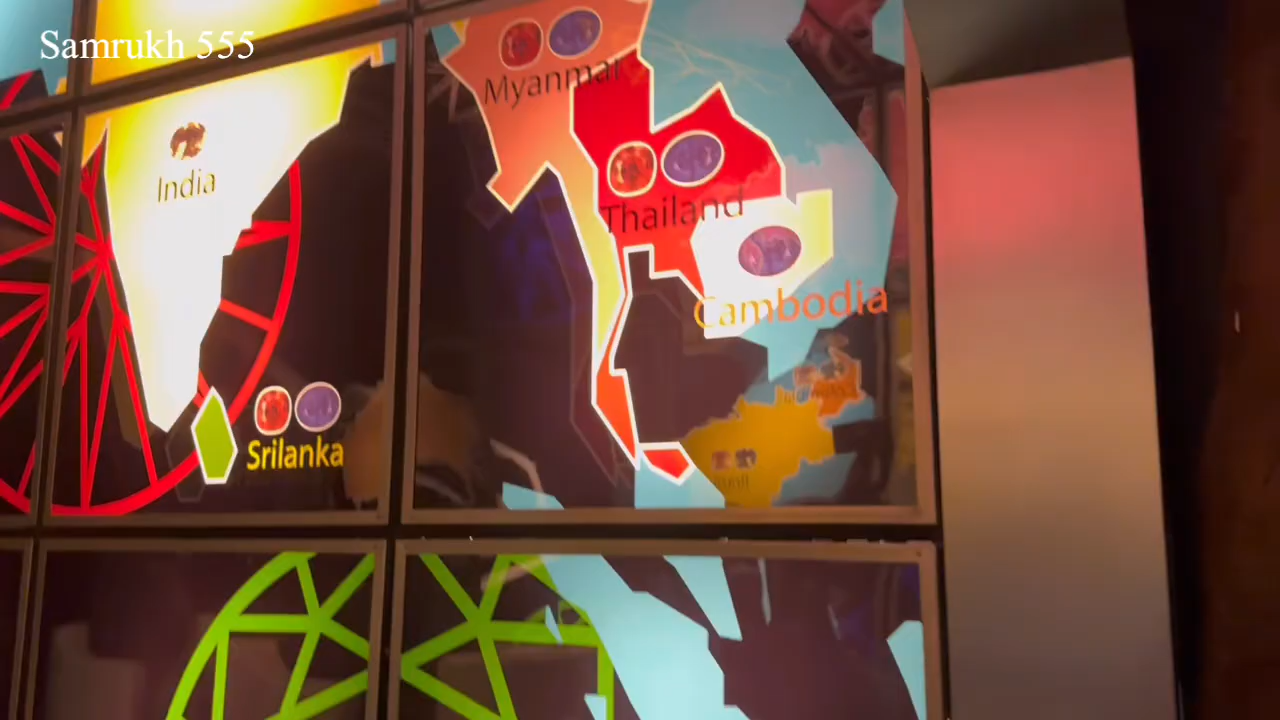 Samrukh 555
Myanmar
India
Thailand
Cambodia
Srilanka